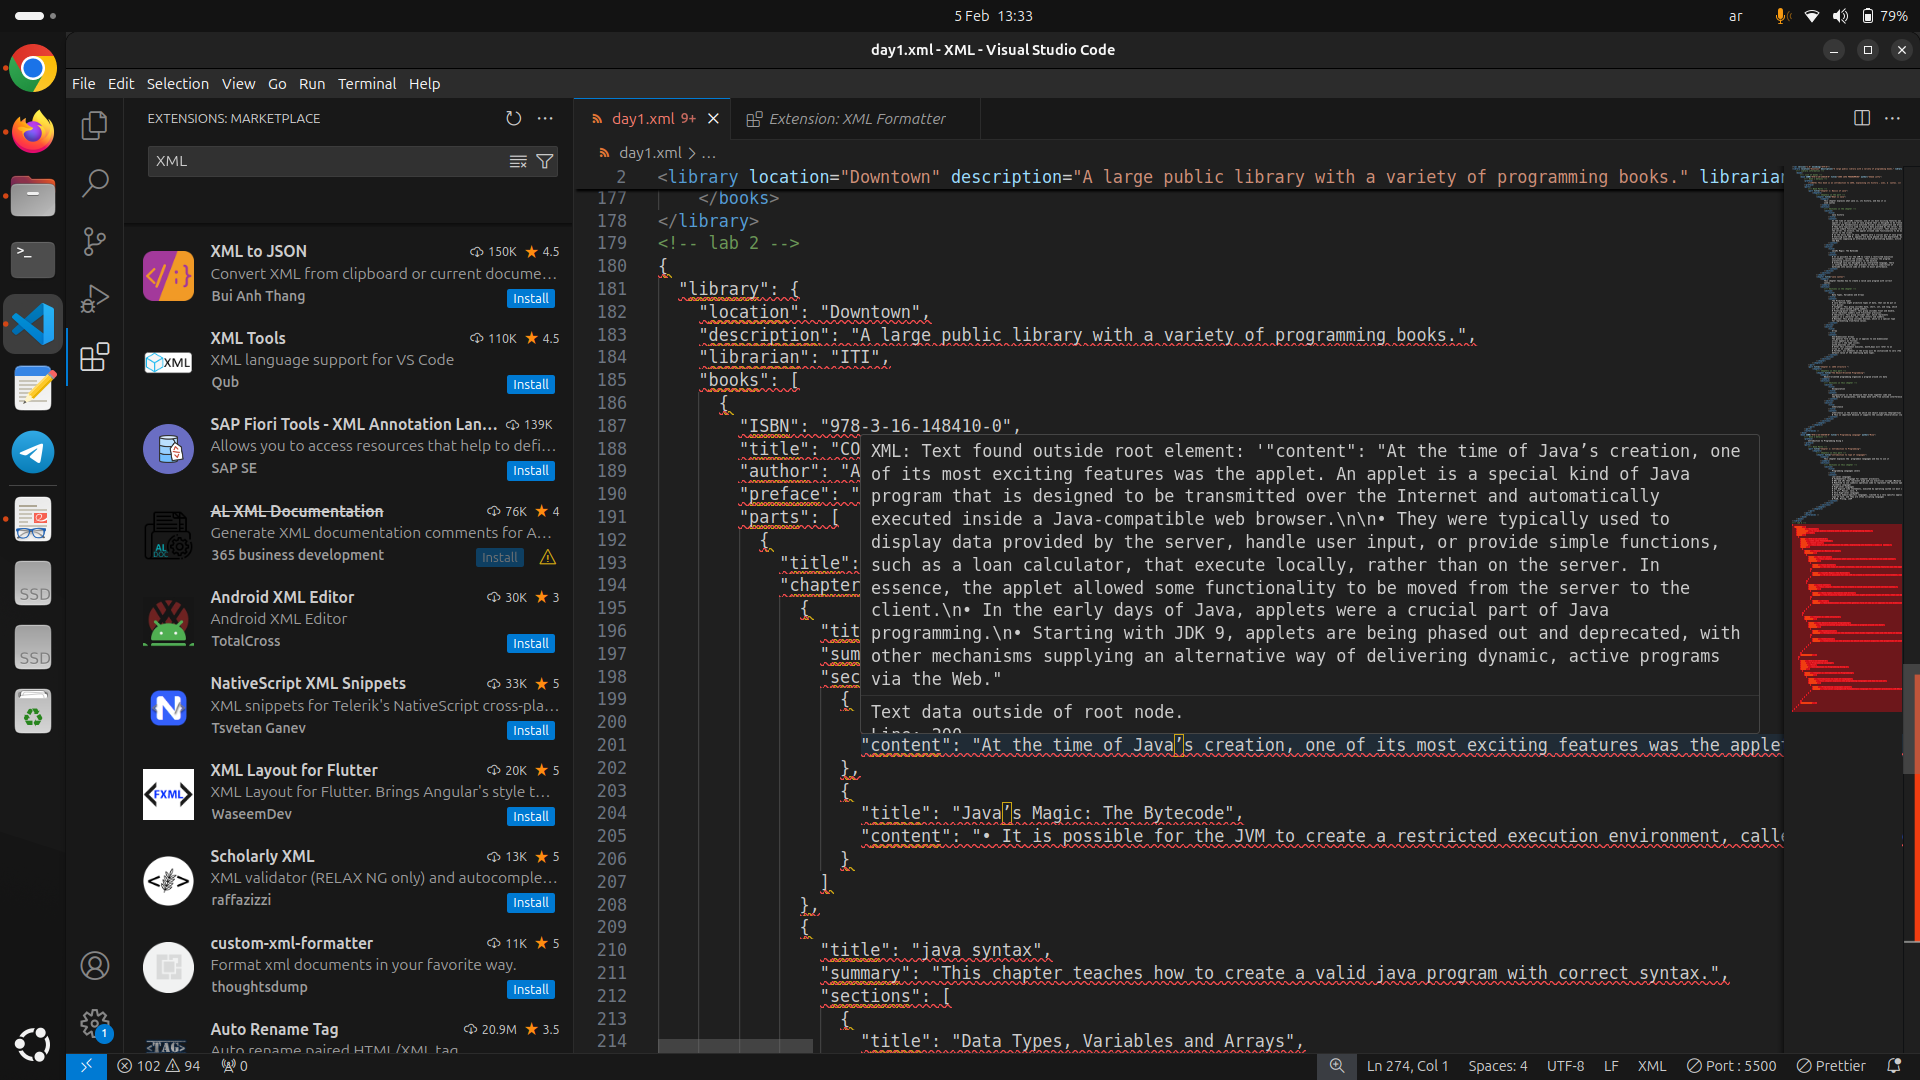 5 Feb 13:33
ar
79%
day1.xml - XML - Visual Studio Code
File Edit Selection View Go Run Terminal Help
EXTENSIONS: MARKETPLACE
XML
XML to JSON 150K 4.5
Convert XML from clipboard or current docume...
Bui Anh Thang Install
XML Tools 110K 4.5
XML language support for VS Code
Qub Install
SAP Fiori Tools - XML Annotation Lan... 139K
Allows you to access resources that help to defi...
SAP SE Install
AL XML Documentation 76K 4
Generate XML documentation comments for A...
365 business development Install
Android XML Editor 30K 3
Android XML Editor
TotalCross Install
NativeScript XML Snippets 33K 5
XML snippets for Telerik's NativeScript cross-pla...
Tsvetan Ganev Install
XML Layout for Flutter 20K 5
XML Layout for Flutter. Brings Angular's style t...
WaseemDev Install
Scholarly XML 13K 5
XML validator (RELAX NG only) and autocomple...
raffazizzi Install
custom-xml-formatter 11K 5
Format xml documents in your favorite way.
thoughtsdump Install
Auto Rename Tag 20.9M 3.5
Auto rename paired HTML/XML tag
day1.xml 9+ Extension: XML Formatter
day1.xml > ...
2 <library location="Downtown" description="A large public library with a variety of programming books." librarian
177 </books>
178 </library>
179 <!-- lab 2 -->
180 {
181 "library": {
182 "location": "Downtown",
183 "description": "A large public library with a variety of programming books.",
184 "librarian": "ITI",
185 "books": [
186 {
187 "ISBN": "978-3-16-148410-0",
188 "title": "CO
189 "author": "A
190 "preface": "
191 "parts": [
192 {
193 "title":
194 "chapter
195 {
196 "tit
197 "sum
198 "sec
199 {
200
XML: Text found outside root element: '"content": "At the time of Java’s creation, one
of its most exciting features was the applet. An applet is a special kind of Java
program that is designed to be transmitted over the Internet and automatically
executed inside a Java-compatible web browser.\n\n• They were typically used to
display data provided by the server, handle user input, or provide simple functions,
such as a loan calculator, that execute locally, rather than on the server. In
essence, the applet allowed some functionality to be moved from the server to the
client.\n• In the early days of Java, applets were a crucial part of Java
programming.\n• Starting with JDK 9, applets are being phased out and deprecated, with
other mechanisms supplying an alternative way of delivering dynamic, active programs
via the Web."
Text data outside of root node.
201 "content": "At the time of Java’s creation, one of its most exciting features was the applet
202 },
203 {
204 "title": "Java’s Magic: The Bytecode",
205 "content": "• It is possible for the JVM to create a restricted execution environment, calle
206 }
207 ]
208 },
209 {
210 "title": "java syntax",
211 "summary": "This chapter teaches how to create a valid java program with correct syntax.",
212 "sections": [
213 {
214 "title": "Data Types, Variables and Arrays",
SSD
SSD
1
102 94 0
Ln 274, Col 1 Spaces: 4 UTF-8 LF XML Port : 5500 Prettier